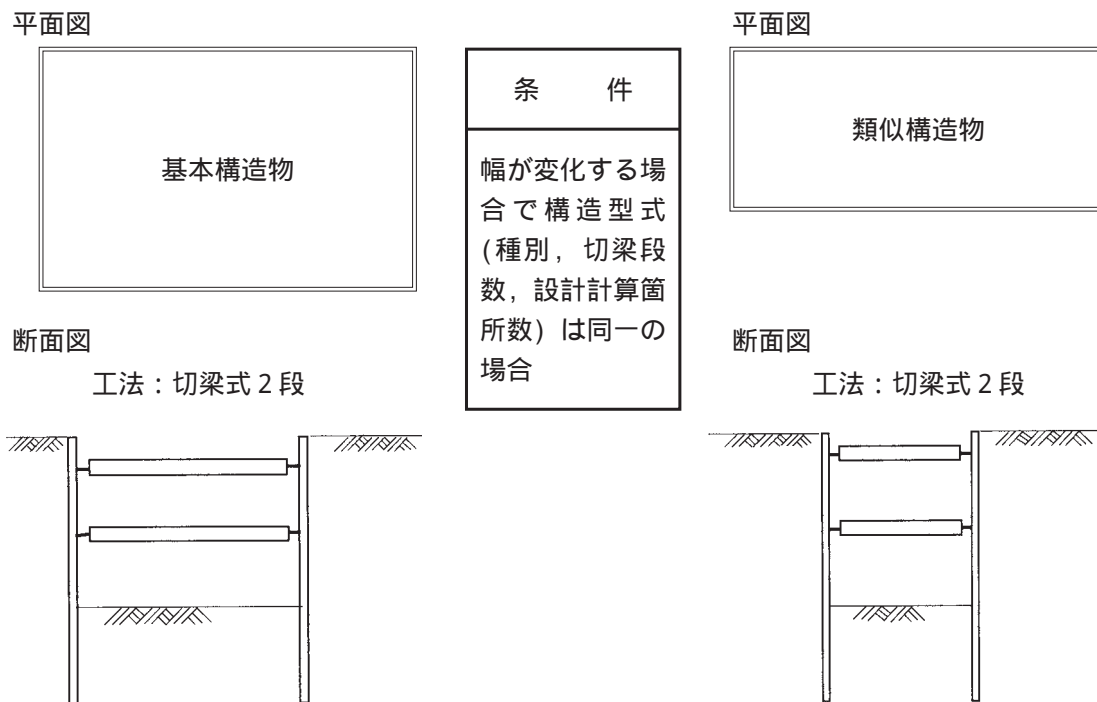 平面図
基本構造物
断面図
工法：切梁式２段
条　　件
幅が変化する場
合で構造型式
(種別，切梁段
数，設計計算箇
所数）は同一の
場合
平面図
類似構造物
断面図
工法：切梁式２段